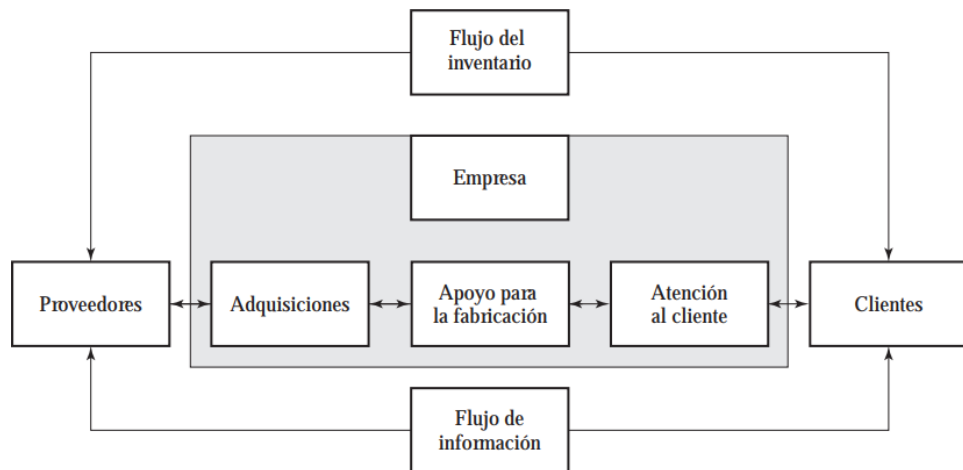 Flujo del
inventario
Empresa
Proveedores
Adquisiciones
Apoyo para
la fabricación
Atención
al cliente
Clientes
Flujo de
información